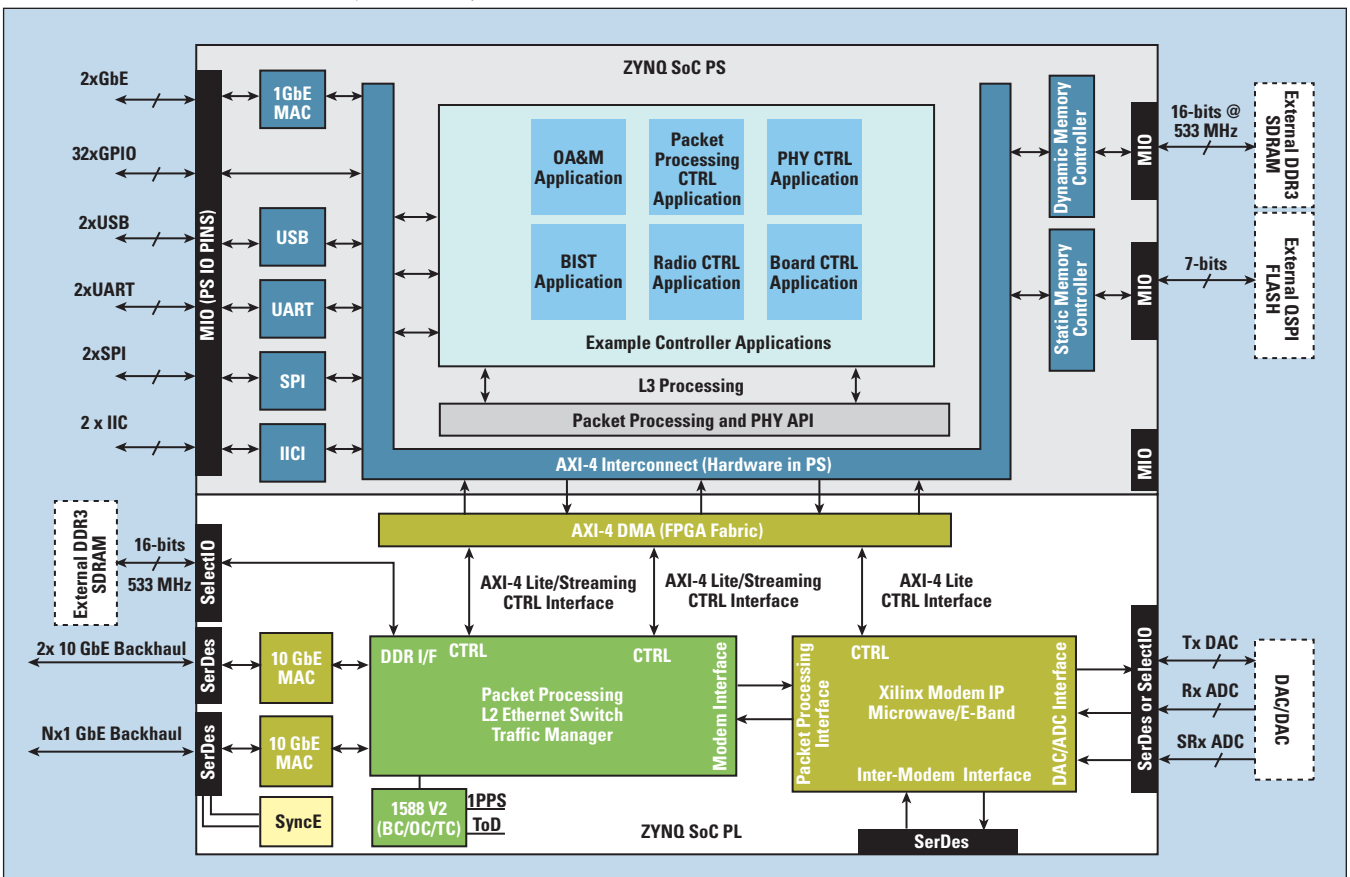 ZYNQ SoC PS
2xGbE
32xGPIO
2xUSB
2xUART
2xSPI
2 x IIC
MIO (PS IO PINS)
1GbE
MAC
USB
UART
SPI
IICI
OA&M
Application
Packet
Processing
CTRL
Application
PHY CTRL
Application
BIST
Application
Radio CTRL
Application
Board CTRL
Application
Example Controller Applications
L3 Processing
Packet Processing and PHY API
AXI-4 Interconnect (Hardware in PS)
Dynamic Memory
Controller
Static Memory
Controller
MIO
MIO
MIO
16-bits @
533 MHz
7-bits
External DDR3
SDRAM
External QSPI
FLASH
AXI-4 DMA (FPGA Fabric)
External DDR3
SDRAM
16-bits
533 MHz
SelectIO
AXI-4 Lite/Streaming
CTRL Interface
AXI-4 Lite/Streaming
CTRL Interface
AXI-4 Lite
CTRL Interface
2x 10 GbE Backhaul
Nx1 GbE Backhaul
SerDes
SerDes
10 GbE
MAC
10 GbE
MAC
SyncE
DDR I/F
CTRL
CTRL
Packet Processing
L2 Ethernet Switch
Traffic Manager
Modem Interface
1588 V2
(BC/OC/TC)
1PPS
ToD
Packet Processing
Interface
CTRL
Xilinx Modem IP
Microwave/E-Band
Inter-Modem Interface
DAC/ADC Interface
SerDes or SelectIO
Tx DAC
Rx ADC
SRx ADC
DAC/DAC
ZYNQ SoC PL
SerDes